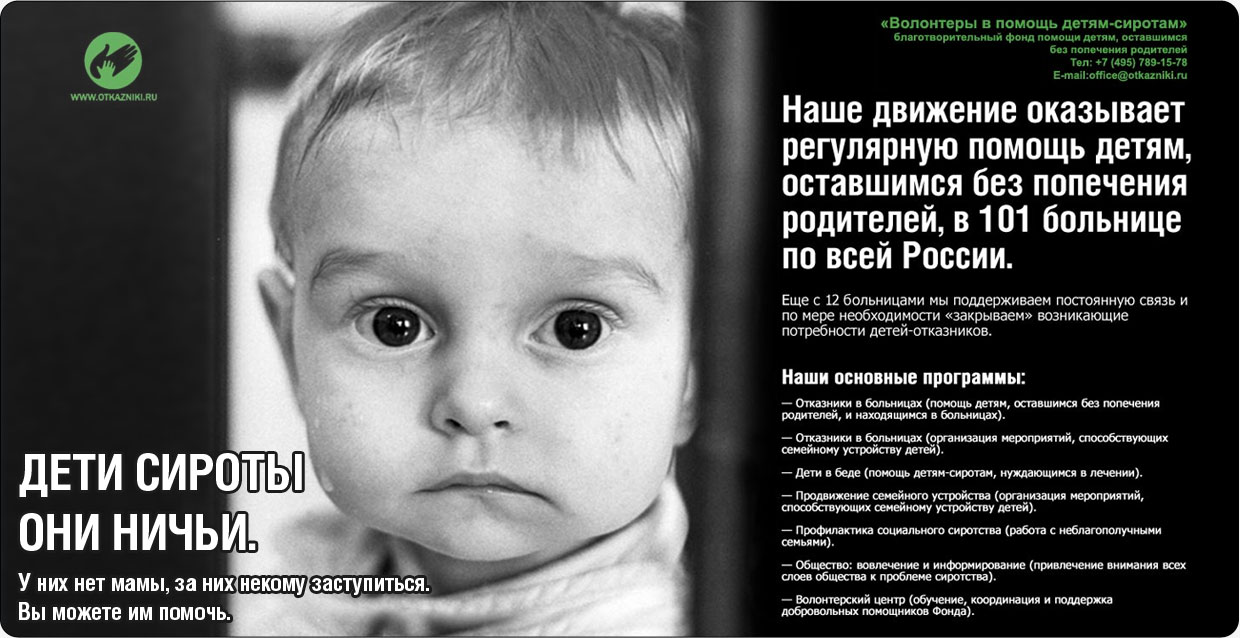 WWW.OTKAZNIKI.RU
ДЕТИ СИРОТЫ
ОНИ НИЧЬИ.
У них нет мамы, за них некому заступиться.
Вы можете им помочь.
«Волонтеры в помощь детям-сиротам»
благотворительный фонд помощи детям, оставшимся
без попечения родителей
Тел: +7 (495) 789-15-78
E-mail:office@otkazniki.ru
Наше движение оказывает
регулярную помощь детям,
оставшимся без попечения
родителей, в 101 больнице
по всей России.
Еще с 12 больницами мы поддерживаем постоянную связь и
по мере необходимости «закрываем» возникающие
потребности детей-отказников.
Наши основные программы:
— Отказники в больницах (помощь детям, оставшимся без попечения
родителей, и находящимся в больницах).
— Отказники в больницах (организация мероприятий, способствующих
семейному устройству детей).
— Дети в беде (помощь детям-сиротам, нуждающимся в лечении).
— Продвижение семейного устройства (организация мероприятий,
способствующих семейному устройству детей).
— Профилактика социального сиротства (работа с неблагополучными
семьями).
— Общество: вовлечение и информирование (привлечение внимания всех
слоев общества к проблеме сиротства).
— Волонтерский центр (обучение, координация и поддержка
добровольных помощников Фонда).